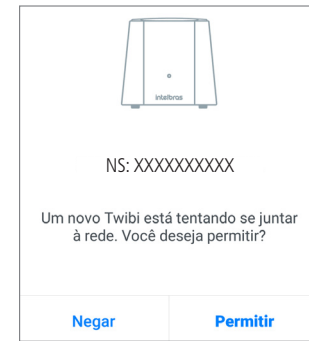 intelbras
NS: XXXXXXXXXX
Um novo Twibi está tentando se juntar
à rede. Você deseja permitir?
Negar Permitir